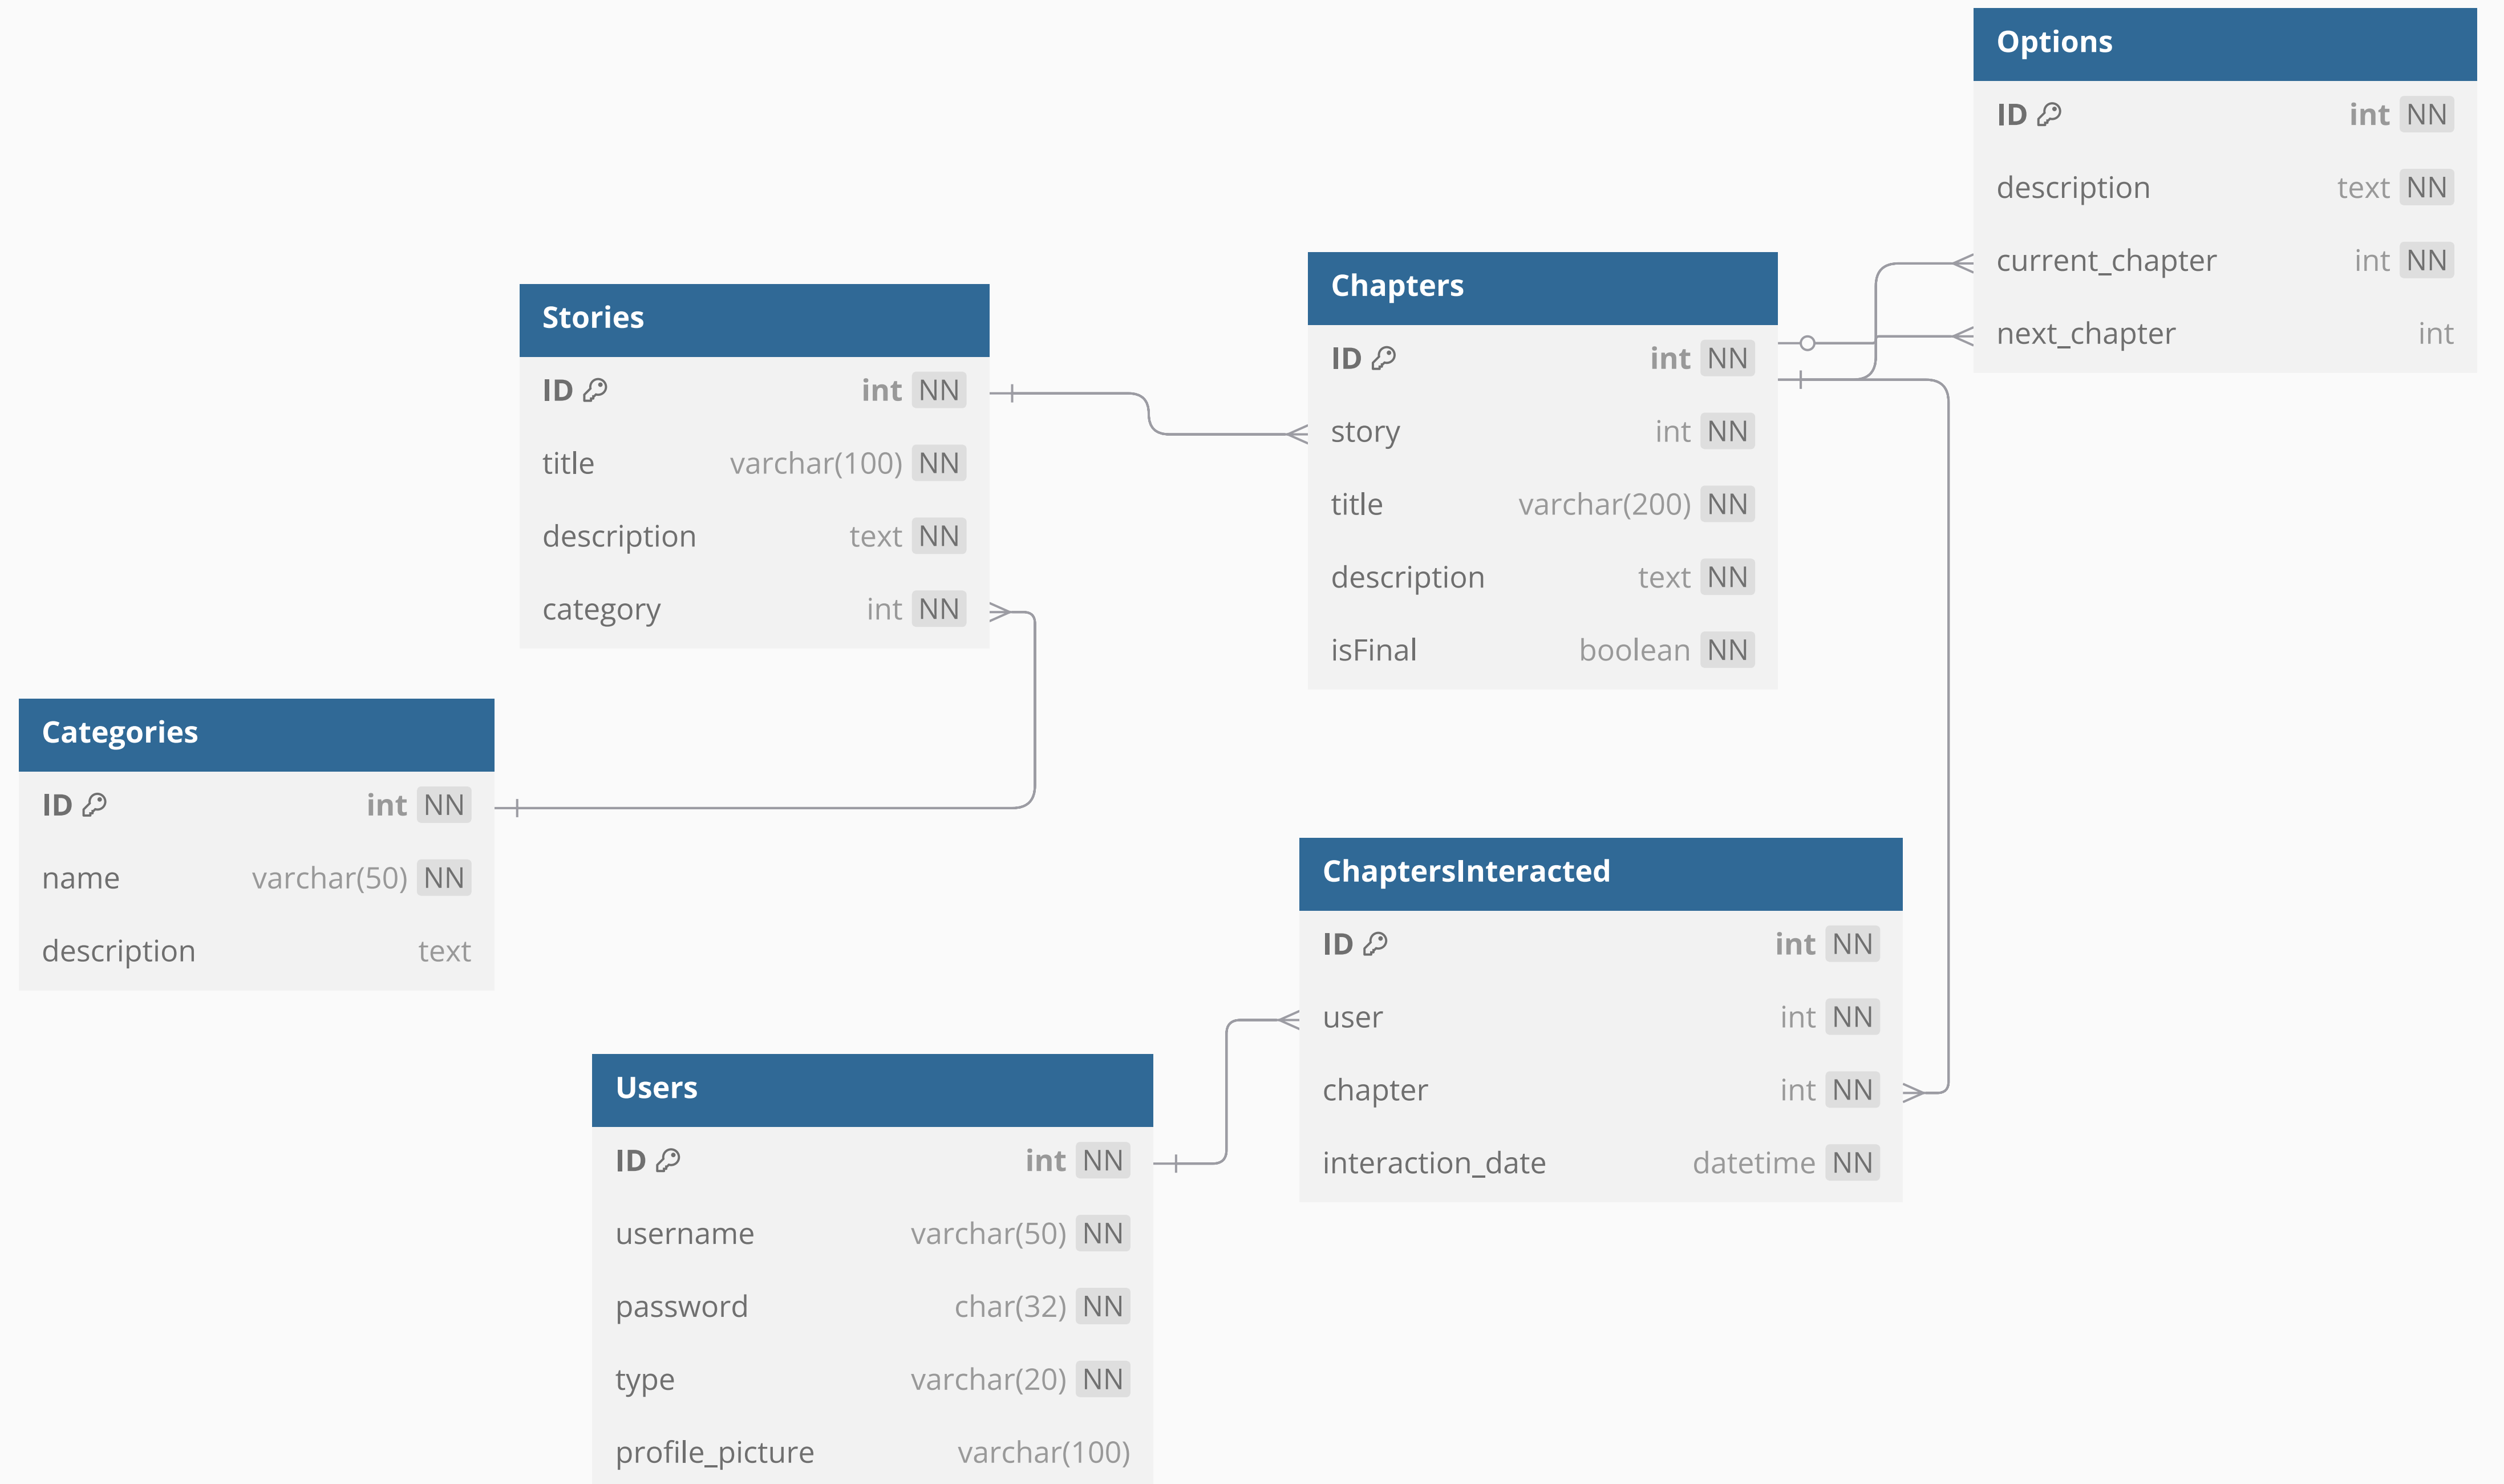 Options
ID int NN
description text NN
current_chapter int NN
next_chapter int
Chapters
ID int NN
story int NN
title varchar(200) NN
description text NN
isFinal boolean NN
Stories
ID int NN
title varchar(100) NN
description text NN
category int NN
Categories
ID int NN
name varchar(50) NN
description text
ChaptersInteracted
ID int NN
user int NN
chapter int NN
interaction_date datetime NN
Users
ID int NN
username varchar(50) NN
password char(32) NN
type varchar(20) NN
profile_picture varchar(100)